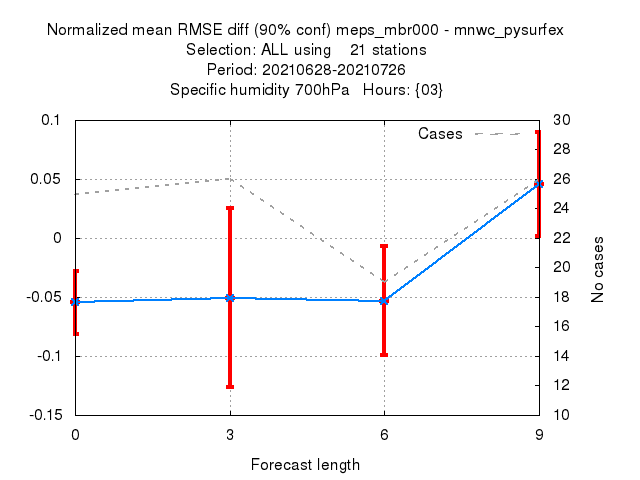 Normalized mean RMSE diff (90% conf) meps_mbr000 - mnwc_pysurfex
Selection: ALL using    21 stations
Period: 20210628-20210726
Specific humidity 700hPa   Hours: {03}
Cases
0.1
0.05
0
-0.05
-0.1
-0.15
30
28
26
24
22
20
18
16
14
12
10
No cases
0 3 6 9
Forecast length